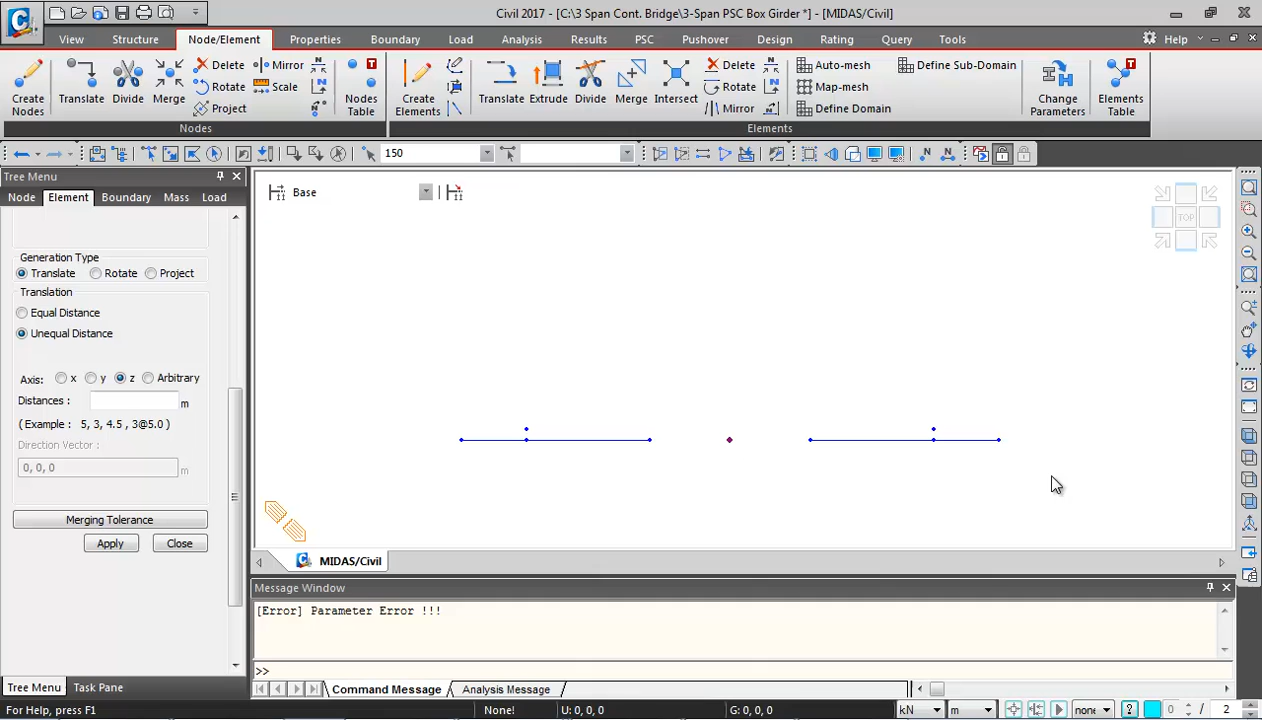 Civil 2017 - [C:\3 Span Cont. Bridge\3-Span PSC Box Girder *] - [MIDAS/Civil]
View Structure Node/Element Properties Boundary Load Analysis Results PSC Pushover Design Rating Query Tools Help
Create Nodes
Translate
Divide
Merge
Delete
Mirror
Rotate
Scale
Project
Nodes Table
Nodes
Create Elements
Translate
Extrude
Divide
Merge
Intersect
Delete
Rotate
Mirror
Auto-mesh
Map-mesh
Define Domain
Define Sub-Domain
Change Parameters
Elements Table
Elements
150
Tree Menu
Node Element Boundary Mass Load
Generation Type
Translate Rotate Project
Translation
Equal Distance
Unequal Distance
Axis: x y z Arbitrary
Distances : m
( Example : 5, 3, 4.5 , 3@5.0 )
Direction Vector :
0, 0, 0 m
Merging Tolerance
Apply Close
Tree Menu Task Pane
Base
TOP
MIDAS/Civil
Message Window
[Error] Parameter Error !!!
>>
Command Message Analysis Message
For Help, press F1
None!
U: 0, 0, 0
G: 0, 0, 0
kN
m
none
0
/ 2